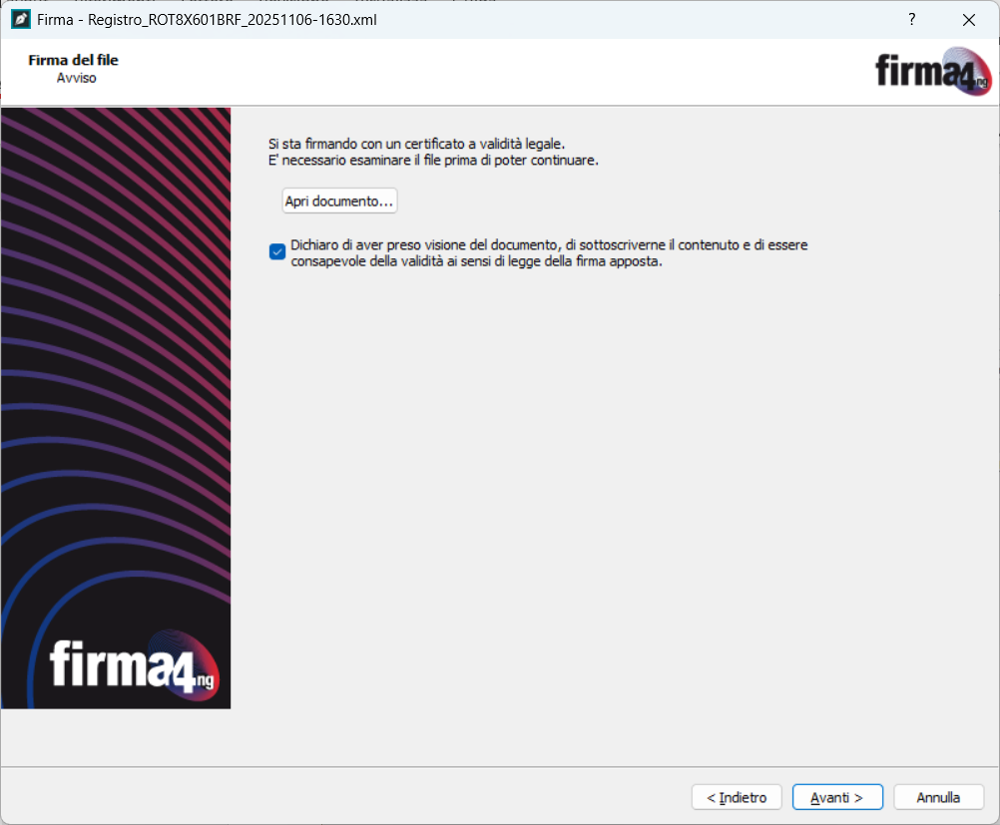 Firma - Registro_ROT8X601BRF_20251106-1630.xml
?
Firma del file
Avviso
firma4ng
Si sta firmando con un certificato a validità legale.
E' necessario esaminare il file prima di poter continuare.
Apri documento...
Dichiaro di aver preso visione del documento, di sottoscriverne il contenuto e di essere
consapevole della validità ai sensi di legge della firma apposta.
firma4ng
< Indietro
Avanti >
Annulla